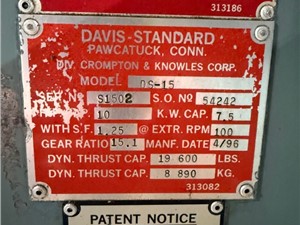 313186
DAVIS-STANDARD
PAWCATUCK, CONN.
DIV. CROMPTON & KNOWLES CORP.
MODEL DS-15
SER. NO. S1502 S.O. NO 54242
10 K.W. CAP. 7.5
WITH S.F. 1.25 @ EXTR. RPM 100
GEAR RATIO 15.1 MANF. DATE 4/96
DYN. THRUST CAP. 19 600 LBS.
DYN. THRUST CAP. 8 890 KG.
313082
PATENT NOTICE